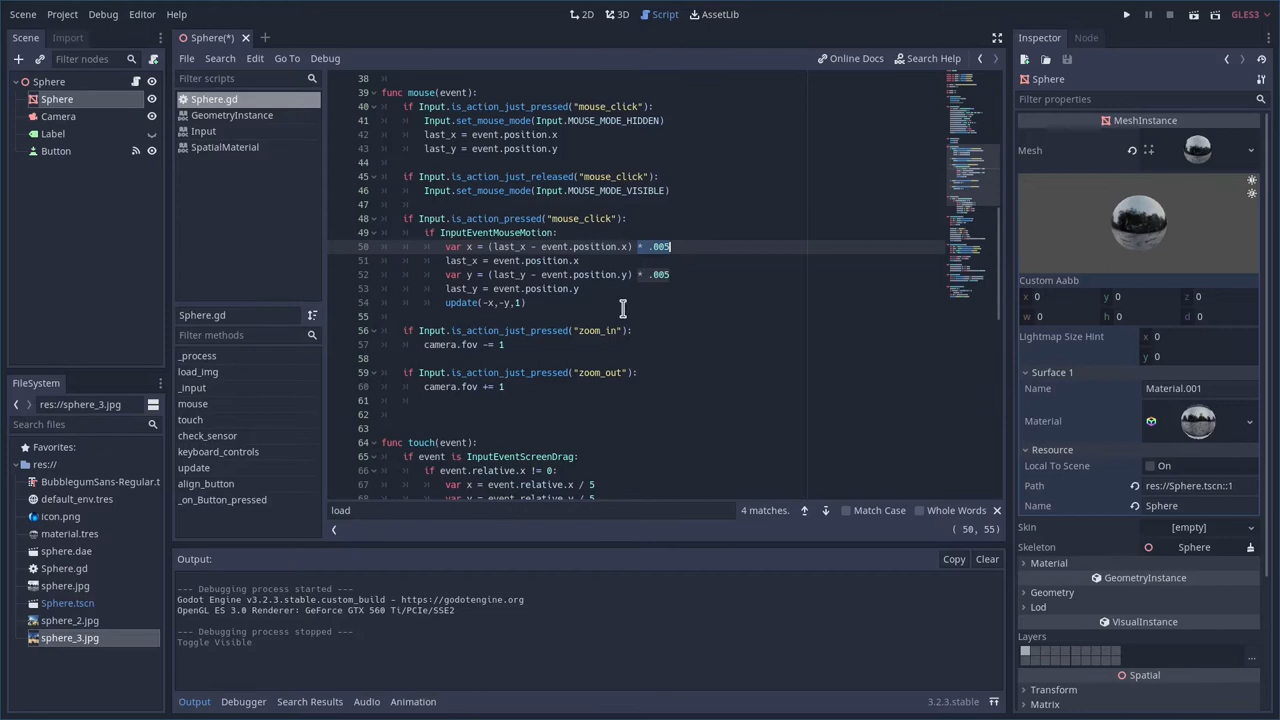 Scene Project Debug Editor Help
2D 3D Script AssetLib
GLES3
Scene Import
Filter nodes
Sphere
Sphere
Camera
Label
Button
FileSystem
res://sphere_3.jpg
Search files
Favorites:
res://
BubblegumSans-Regular.t
default_env.tres
icon.png
material.tres
sphere.dae
Sphere.gd
sphere.jpg
Sphere.tscn
sphere_2.jpg
sphere_3.jpg
Sphere(*)
File Search Edit Go To Debug
Online Docs Search Help
Filter scripts
Sphere.gd
GeometryInstance
Input
SpatialMaterial
Sphere.gd
Filter methods
_process
load_img
_input
mouse
touch
check_sensor
keyboard_controls
update
align_button
_on_Button_pressed
38
39 func mouse(event):
40 if Input.is_action_just_pressed("mouse_click"):
41 Input.set_mouse_mode(Input.MOUSE_MODE_HIDDEN)
42 last_x = event.position.x
43 last_y = event.position.y
44
45 if Input.is_action_just_released("mouse_click"):
46 Input.set_mouse_mode(Input.MOUSE_MODE_VISIBLE)
47
48 if Input.is_action_pressed("mouse_click"):
49 if InputEventMouseMotion:
50 var x = (last_x - event.position.x) * .005
51 last_x = event.position.x
52 var y = (last_y - event.position.y) * .005
53 last_y = event.position.y
54 update(-x,-y,1)
55
56 if Input.is_action_just_pressed("zoom_in"):
57 camera.fov -= 1
58
59 if Input.is_action_just_pressed("zoom_out"):
60 camera.fov += 1
61
62
63
64 func touch(event):
65 if event is InputEventScreenDrag:
66 if event.relative.x != 0:
67 var x = event.relative.x / 5
68 var y = event.relative.y / 5
load 4 matches. Match Case Whole Words
( 50, 55)
Output: Copy Clear
--- Debugging process started ---
Godot Engine v3.2.3.stable.custom_build - https://godotengine.org
OpenGL ES 3.0 Renderer: GeForce GTX 560 Ti/PCIe/SSE2
--- Debugging process stopped ---
Toggle Visible
Output Debugger Search Results Audio Animation 3.2.3.stable
Inspector Node
Sphere
Filter properties
MeshInstance
Mesh
Custom Aabb
x 0 y 0 z 0
w 0 h 0 d 0
Lightmap Size Hint x 0
y 0
Surface 1
Name Material.001
Material
Resource
Local To Scene On
Path res://Sphere.tscn::1
Name Sphere
Skin [empty]
Skeleton Sphere
Material
GeometryInstance
Geometry
Lod
VisualInstance
Layers
...
Spatial
Transform
Matrix